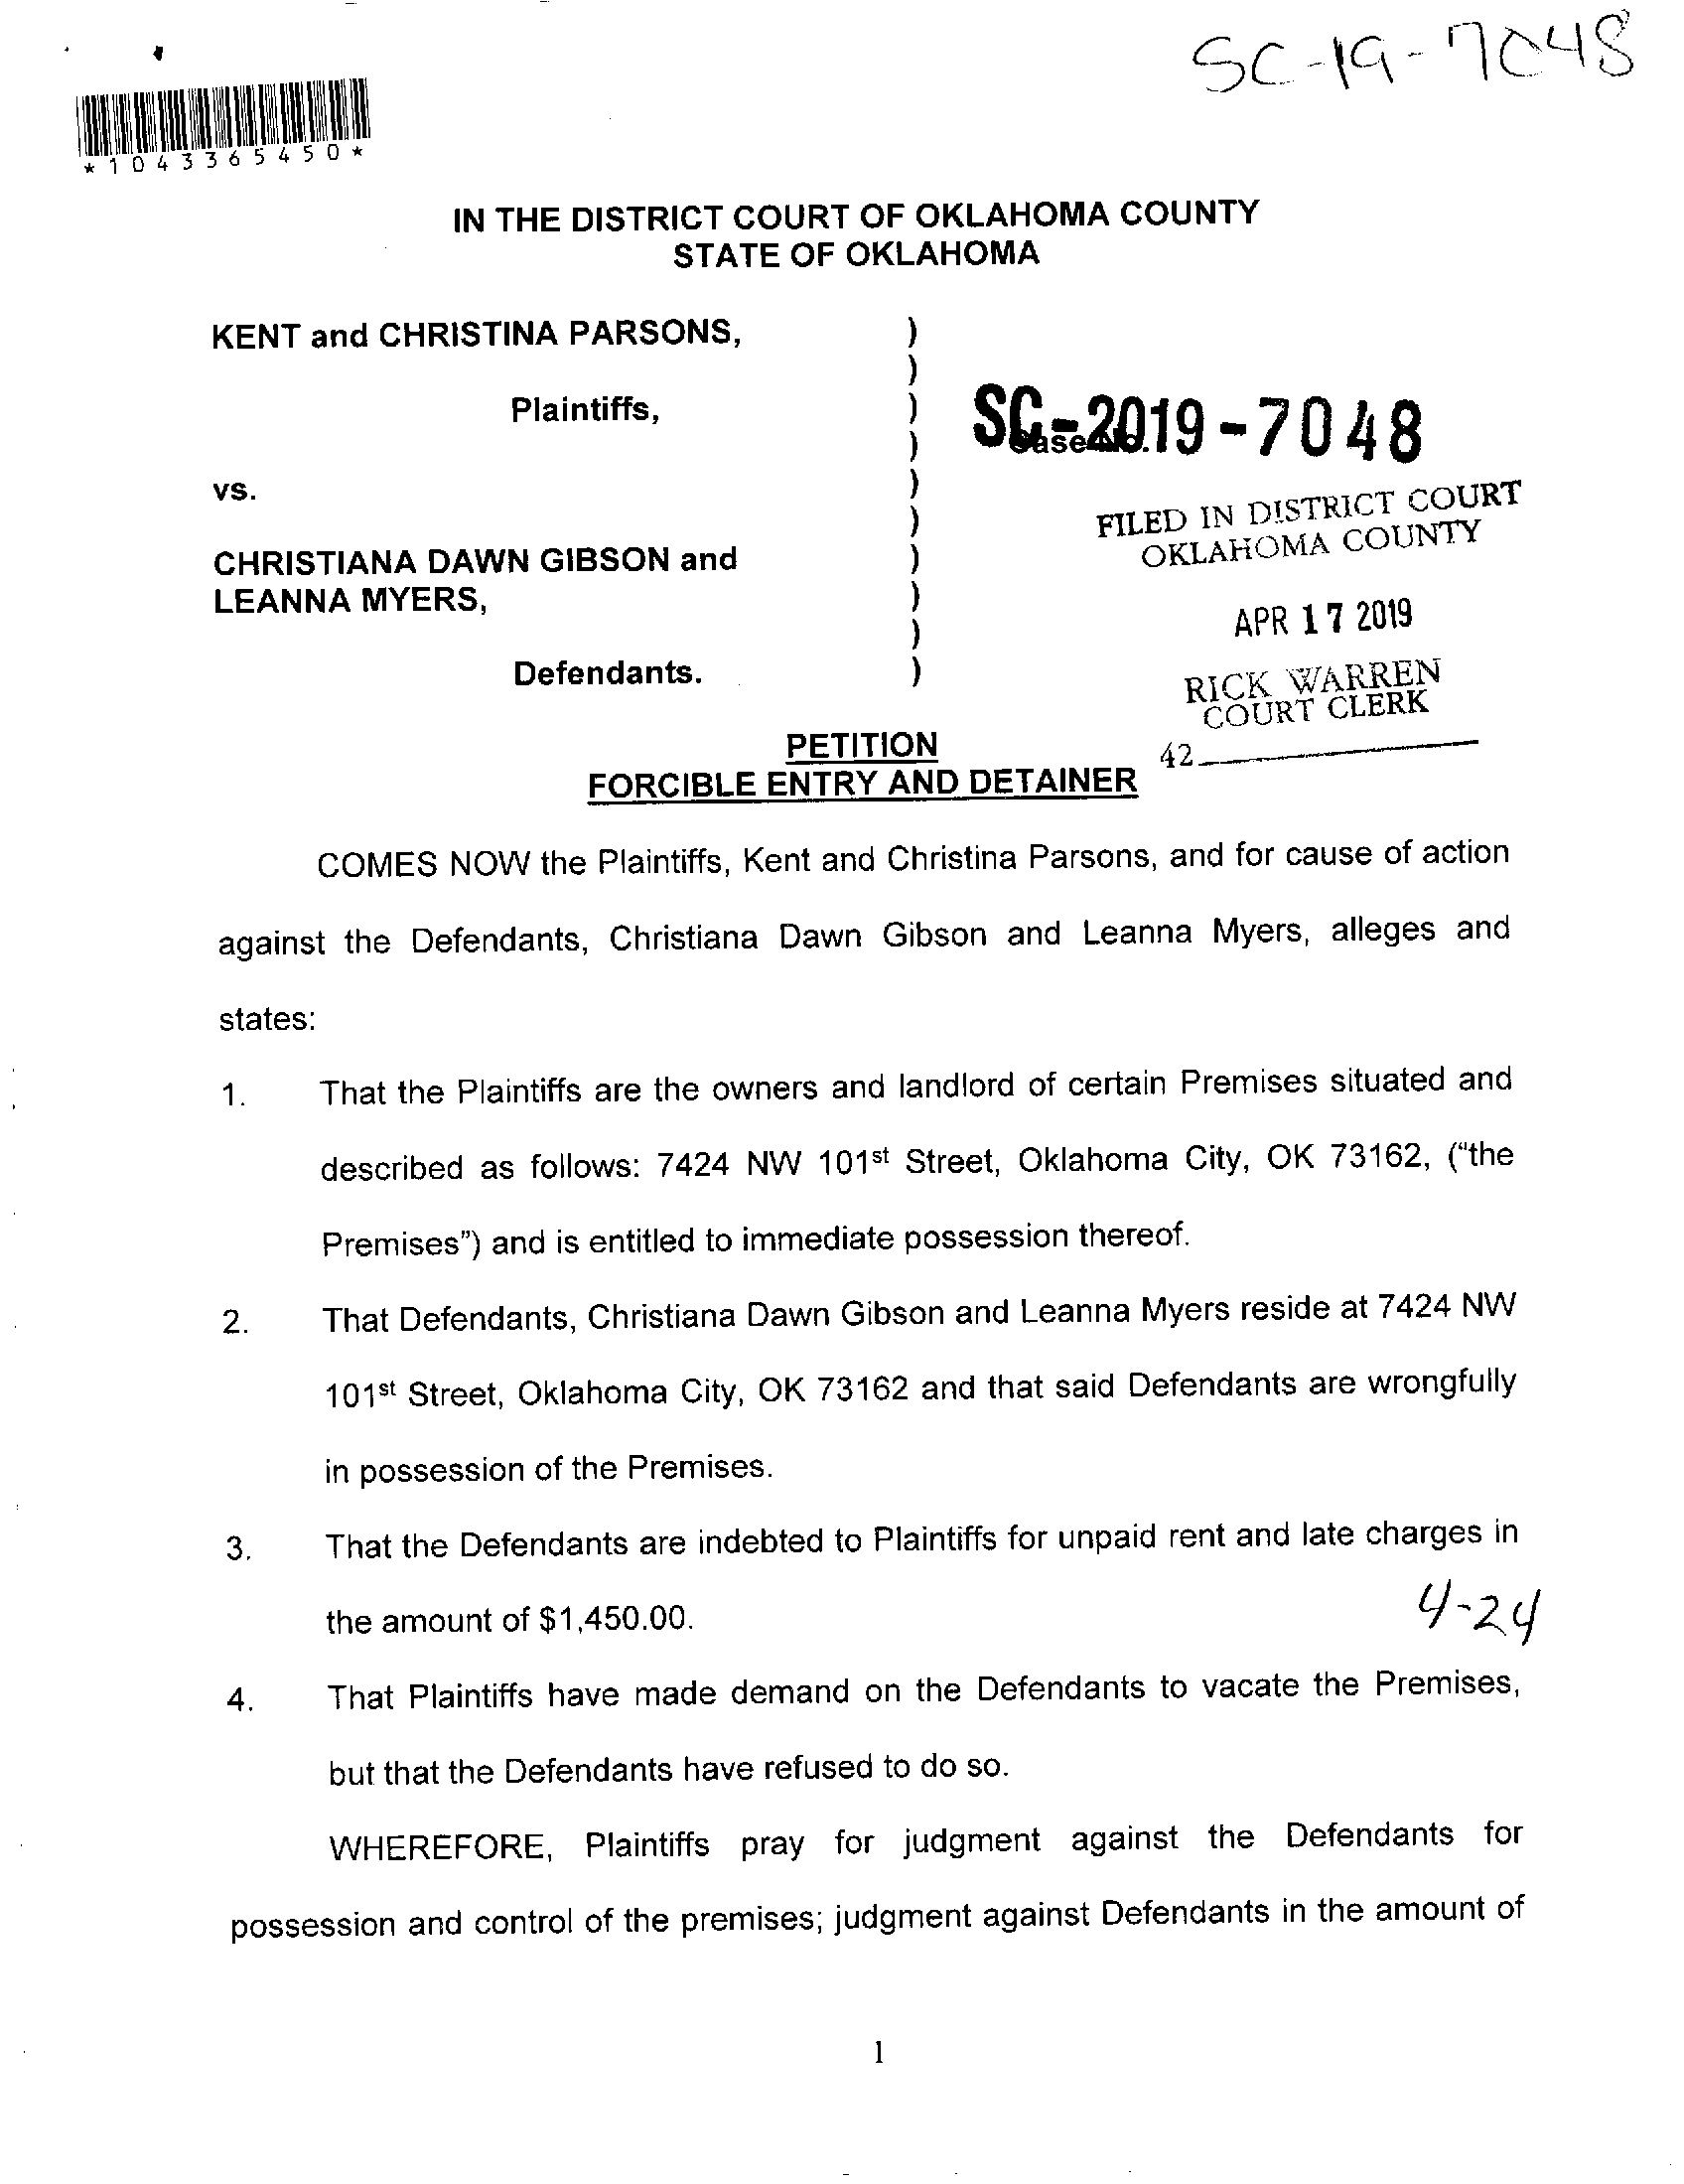 SC-19-7048
*1043365450*
IN THE DISTRICT COURT OF OKLAHOMA COUNTY
STATE OF OKLAHOMA
KENT and CHRISTINA PARSONS, )
)
Plaintiffs, ) SC-2019-7048
) Case No.
vs. )
) FILED IN DISTRICT COURT
OKLAHOMA COUNTY
CHRISTIANA DAWN GIBSON and )
LEANNA MYERS, ) APR 17 2019
)
Defendants. ) RICK WARREN
COURT CLERK
42
PETITION
FORCIBLE ENTRY AND DETAINER
COMES NOW the Plaintiffs, Kent and Christina Parsons, and for cause of action
against the Defendants, Christiana Dawn Gibson and Leanna Myers, alleges and
states:
1. That the Plaintiffs are the owners and landlord of certain Premises situated and
described as follows: 7424 NW 101st Street, Oklahoma City, OK 73162, (“the
Premises”) and is entitled to immediate possession thereof.
2. That Defendants, Christiana Dawn Gibson and Leanna Myers reside at 7424 NW
101st Street, Oklahoma City, OK 73162 and that said Defendants are wrongfully
in possession of the Premises.
3. That the Defendants are indebted to Plaintiffs for unpaid rent and late charges in
the amount of $1,450.00. 4-24
4. That Plaintiffs have made demand on the Defendants to vacate the Premises,
but that the Defendants have refused to do so.
WHEREFORE, Plaintiffs pray for judgment against the Defendants for
possession and control of the premises; judgment against Defendants in the amount of
1